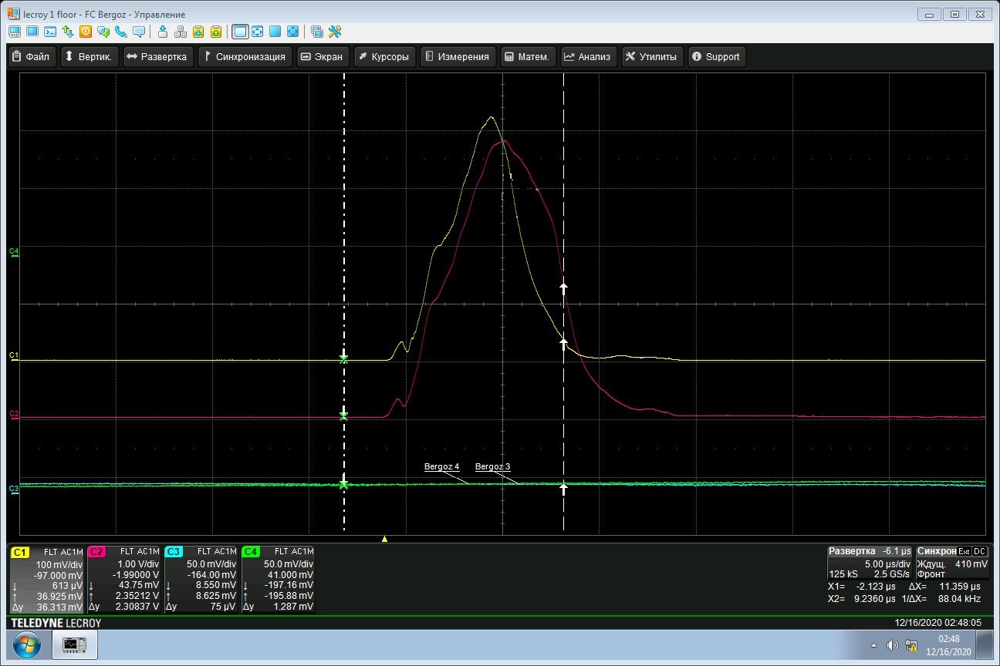 lecroy 1 floor - FC Bergoz - Управление
Файл Вертик. Развертка Синхронизация Экран Курсоры Измерения Матем. Анализ Утилиты Support
C4
C1
C2
Bergoz 4 Bergoz 3
C3
C1 FLT AC1M
100 mV/div
-97.000 mV
↓ 613 µV
↑ 36.925 mV
Δy 36.313 mV
C2 FLT AC1M
1.00 V/div
-1.99000 V
↓ 43.75 mV
↑ 2.35212 V
Δy 2.30837 V
C3 FLT AC1M
50.0 mV/div
-164.00 mV
↓ 8.550 mV
↑ 8.625 mV
Δy 75 µV
C4 FLT AC1M
50.0 mV/div
41.000 mV
↓ -197.16 mV
↑ -195.88 mV
Δy 1.287 mV
Развертка -6.1 µs
5.00 µs/div
125 kS 2.5 GS/s
Синхрон Ext DC
Ждущ. 410 mV
Фронт
X1= -2.123 µs ΔX= 11.359 µs
X2= 9.2360 µs 1/ΔX= 88.04 kHz
TELEDYNE LECROY
12/16/2020 02:48:05
02:48
12/16/2020